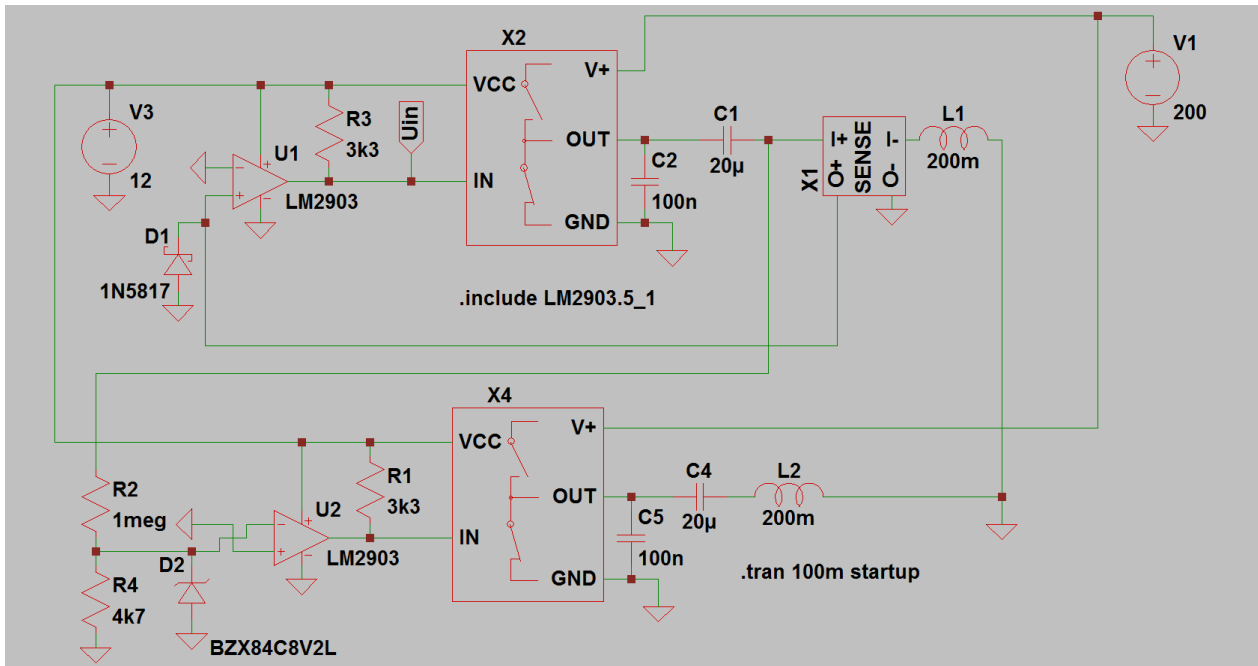 X2
V1
200
V+
VCC
V3
12
R3
3k3
Uin
C1
20µ
L1
200m
I+
I-
SENSE
O+
O-
X1
OUT
C2
100n
U1
LM2903
IN
GND
D1
1N5817
.include LM2903.5_1
X4
V+
VCC
R1
3k3
R2
1meg
U2
LM2903
OUT
C4
20µ
L2
200m
C5
100n
IN
D2
GND
.tran 100m startup
R4
4k7
BZX84C8V2L